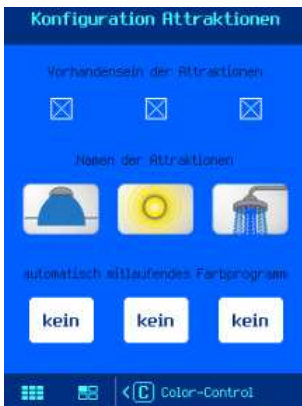 Konfiguration Attraktionen
Vorhandensein der Attraktionen
Namen der Attraktionen
automatisch mitlaufendes Farbprogramm
kein kein kein
<C Color-Control